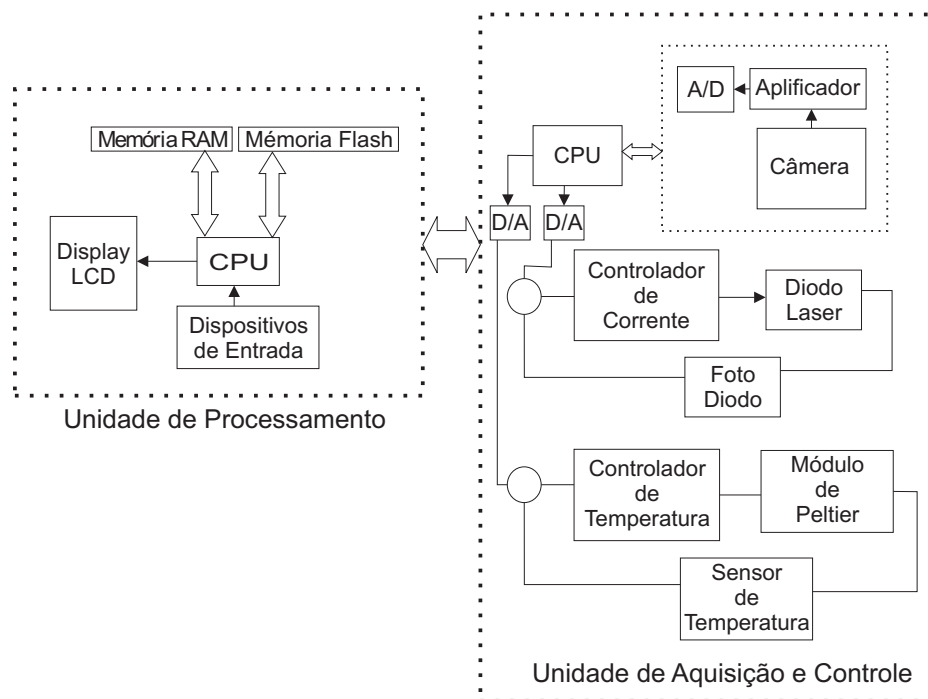 Memória RAM
Mémoria Flash
Display
LCD
CPU
Dispositivos
de Entrada
Unidade de Processamento
A/D
Aplificador
Câmera
CPU
D/A
D/A
Controlador
de
Corrente
Diodo
Laser
Foto
Diodo
Controlador
de
Temperatura
Módulo
de
Peltier
Sensor
de
Temperatura
Unidade de Aquisição e Controle